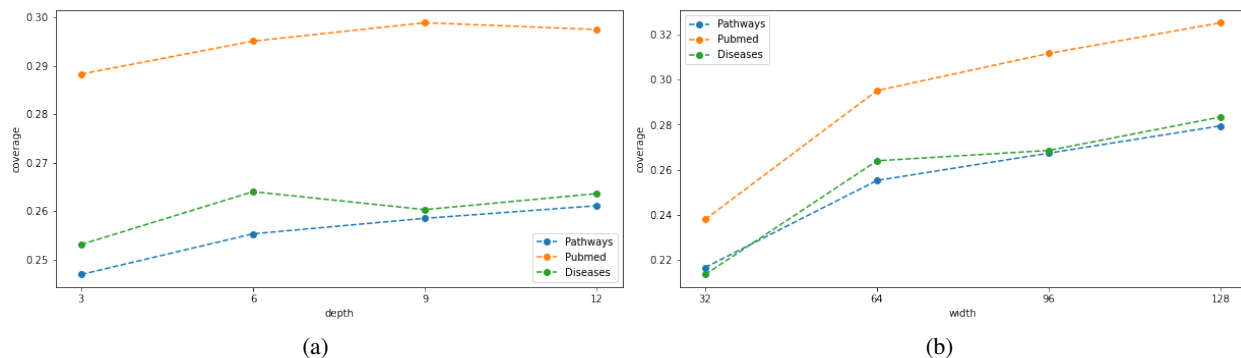 0.30
0.29
0.28
0.27
0.26
0.25
coverage
3
6
9
12
depth
Pathways
Pubmed
Diseases
(a)
0.32
0.30
0.28
0.26
0.24
0.22
coverage
32
64
96
128
width
Pathways
Pubmed
Diseases
(b)